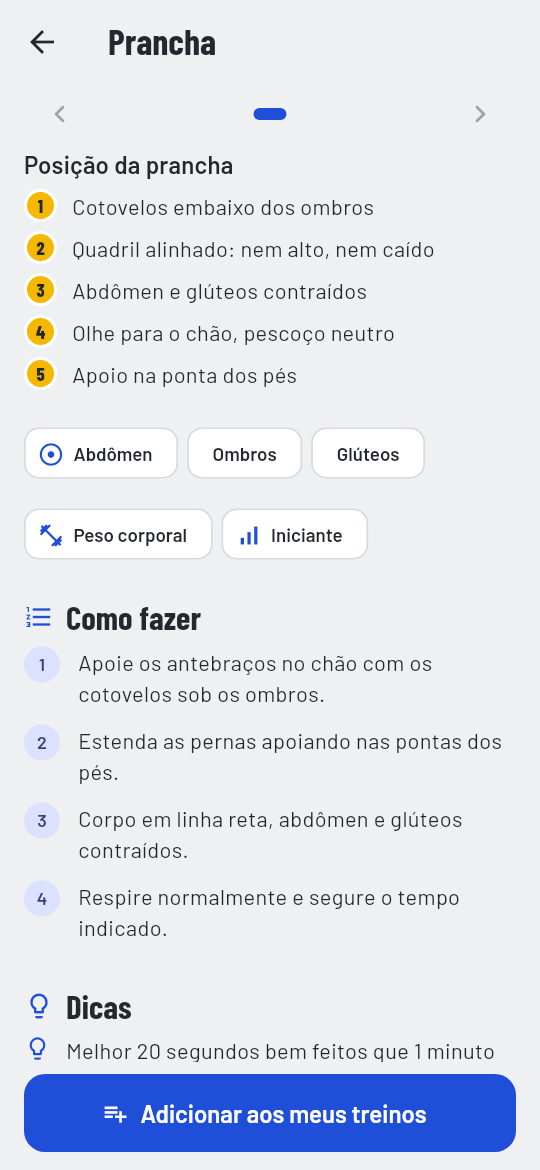 Prancha
Posição da prancha
1 Cotovelos embaixo dos ombros
2 Quadril alinhado: nem alto, nem caído
3 Abdômen e glúteos contraídos
4 Olhe para o chão, pescoço neutro
5 Apoio na ponta dos pés
Abdômen Ombros Glúteos
Peso corporal Iniciante
Como fazer
1 Apoie os antebraços no chão com os
cotovelos sob os ombros.
2 Estenda as pernas apoiando nas pontas dos
pés.
3 Corpo em linha reta, abdômen e glúteos
contraídos.
4 Respire normalmente e segure o tempo
indicado.
Dicas
Melhor 20 segundos bem feitos que 1 minuto
Adicionar aos meus treinos